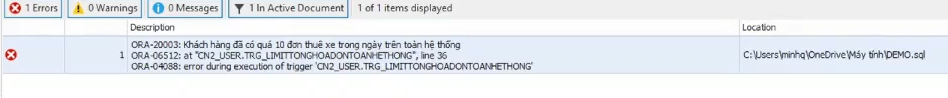 1 Errors 0 Warnings 0 Messages 1 In Active Document 1 of 1 items displayed
Description Location
1 ORA-20003: Khách hàng đã có quá 10 đơn thuê xe trong ngày trên toàn hệ thống
ORA-06512: at "CN2_USER.TRG_LIMITTONGHOADONTOANHETHONG", line 36
ORA-04088: error during execution of trigger 'CN2_USER.TRG_LIMITTONGHOADONTOANHETHONG'
C:\Users\minhq\OneDrive\Máy tính\DEMO.sql